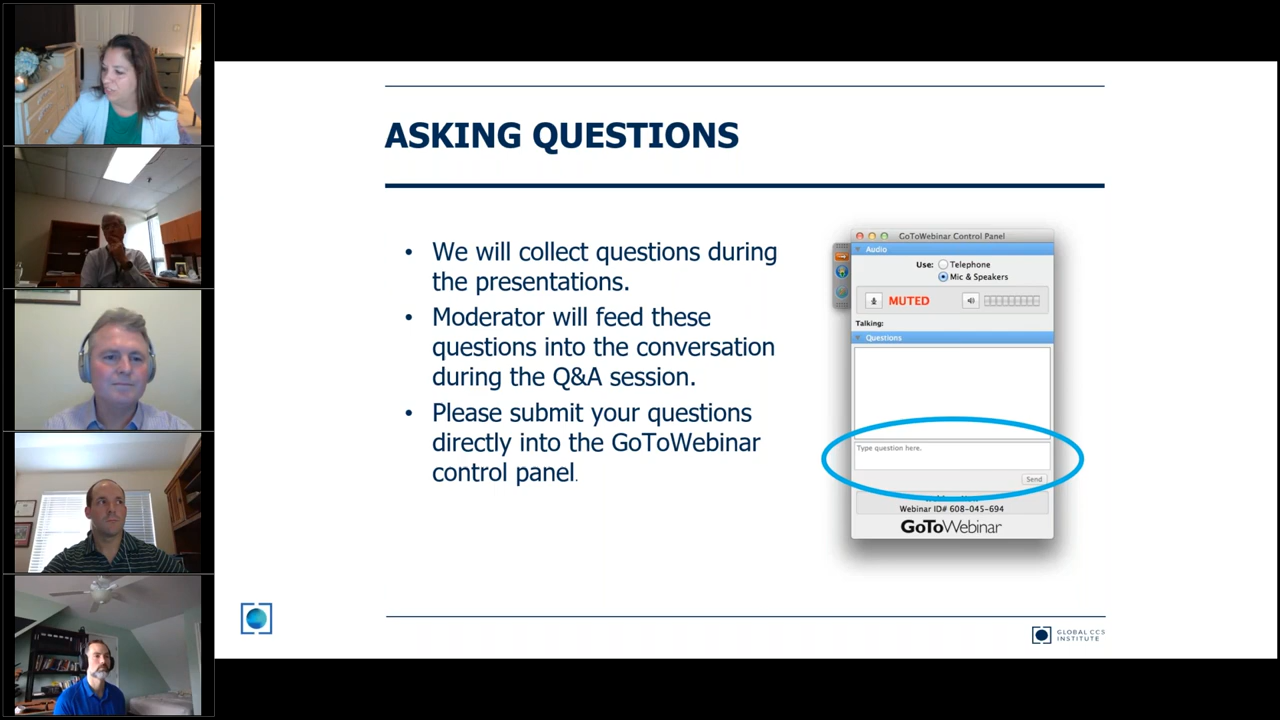 ASKING QUESTIONS
• We will collect questions during
the presentations.
• Moderator will feed these
questions into the conversation
during the Q&A session.
• Please submit your questions
directly into the GoToWebinar
control panel.
GoToWebinar Control Panel
Audio
Use: Telephone
Mic & Speakers
MUTED
Talking:
Questions
Type question here.
Send
Webinar ID# 608-045-694
GoToWebinar
GLOBAL CCS
INSTITUTE